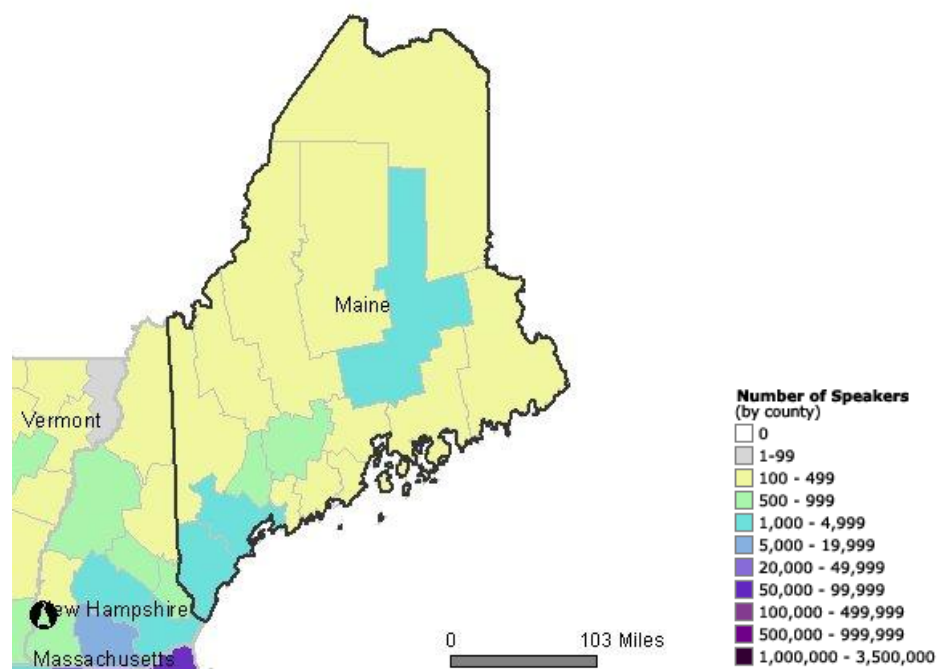 Maine
Vermont
New Hampshire
Massachusetts
0 103 Miles
Number of Speakers
(by county)
0
1-99
100 - 499
500 - 999
1,000 - 4,999
5,000 - 19,999
20,000 - 49,999
50,000 - 99,999
100,000 - 499,999
500,000 - 999,999
1,000,000 - 3,500,000